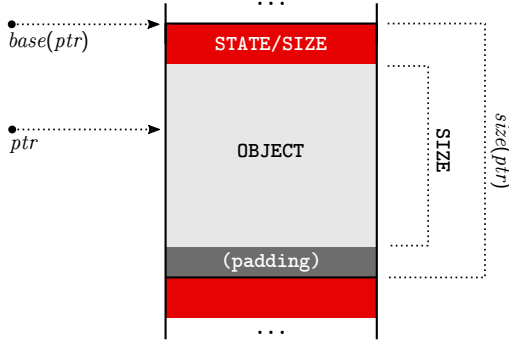 ...
base(ptr)
STATE/SIZE
ptr
OBJECT
SIZE
size(ptr)
(padding)
...